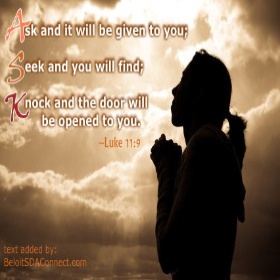 Ask and it will be given to you;
Seek and you will find;
Knock and the door will
be opened to you.
~Luke 11:9
text added by:
BeloitSDAConnect.com